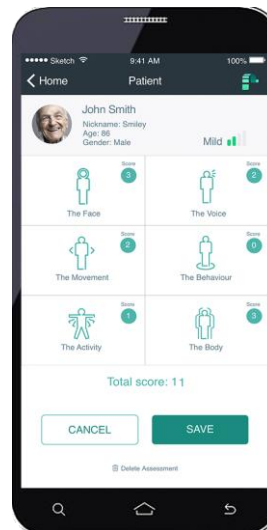 Sketch 9:41 AM 100%
Home Patient
John Smith
Nickname: Smiley
Age: 86
Gender: Male
Mild
Score
3
The Face
Score
2
The Voice
Score
2
The Movement
Score
0
The Behaviour
Score
1
The Activity
Score
3
The Body
Total score: 11
CANCEL SAVE
Delete Assessment